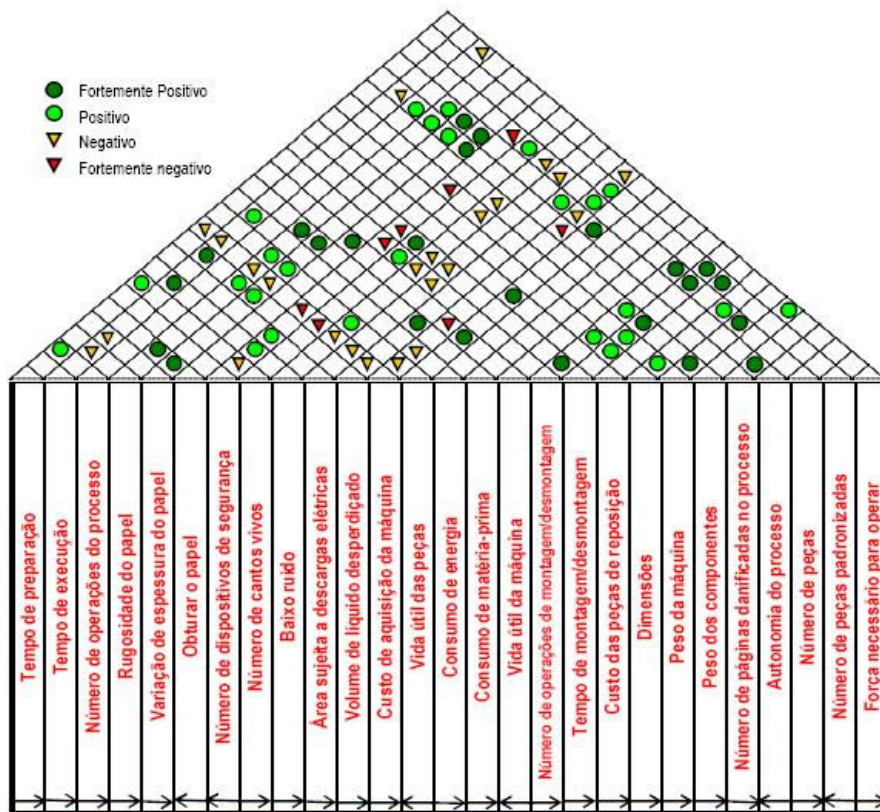 Fortemente Positivo
Positivo
Negativo
Fortemente negativo
Tempo de preparação
Tempo de execução
Número de operações do processo
Rugosidade do papel
Variação de espessura do papel
Obturar o papel
Número de dispositivos de segurança
Número de cantos vivos
Baixo ruído
Área sujeita a descargas elétricas
Volume de líquido desperdiçado
Custo de aquisição da máquina
Vida útil das peças
Consumo de energia
Consumo de matéria-prima
Vida útil da máquina
Número de operações de montagem/desmontagem
Tempo de montagem/desmontagem
Custo das peças de reposição
Dimensões
Peso da máquina
Peso dos componentes
Número de páginas danificadas no processo
Autonomia do processo
Número de peças
Número de peças padronizadas
Força necessário para operar